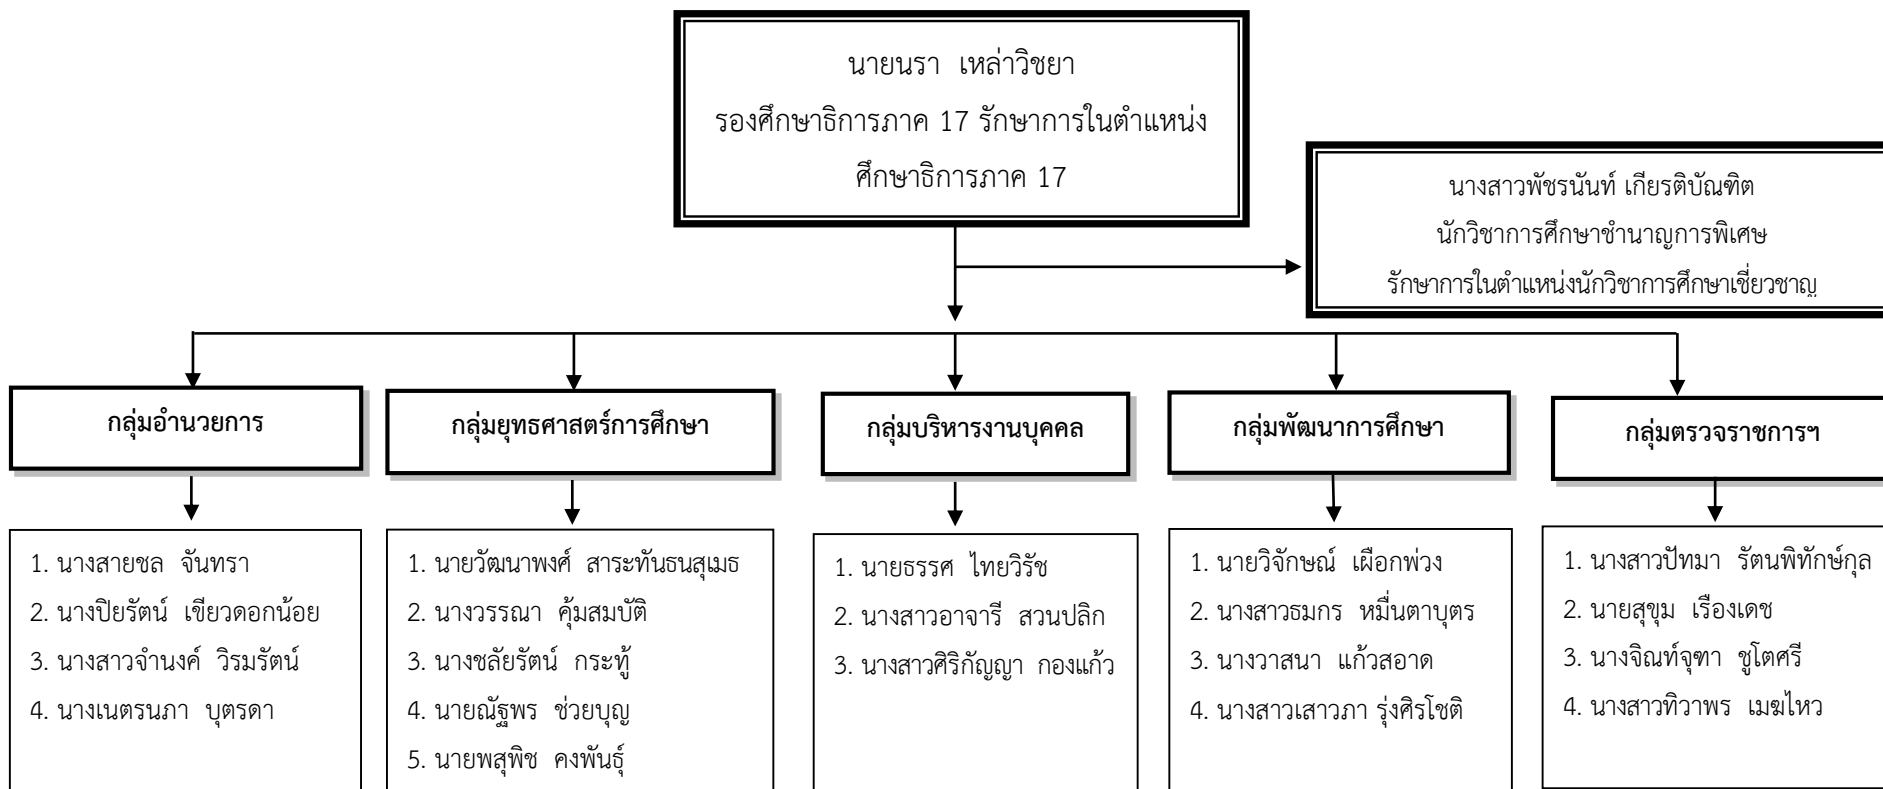 นายนรา เหล่าวิชยา
รองศึกษาธิการภาค 17 รักษาการในตำแหน่ง
ศึกษาธิการภาค 17
นางสาวพัชรนันท์ เกียรติบัณฑิต
นักวิชาการศึกษาชำนาญการพิเศษ
รักษาการในตำแหน่งนักวิชาการศึกษาเชี่ยวชาญ
กลุ่มอำนวยการ
1. นางสายชล จันทรา
2. นางปิยรัตน์ เขียวดอกน้อย
3. นางสาวจำนงค์ วิรมรัตน์
4. นางเนตรนภา บุตรดา
กลุ่มยุทธศาสตร์การศึกษา
1. นายวัฒนาพงศ์ สาระทันธนสุเมธ
2. นางวรรณา คุ้มสมบัติ
3. นางชลัยรัตน์ กระทู้
4. นายณัฐพร ช่วยบุญ
5. นายพสุพิช คงพันธุ์
กลุ่มบริหารงานบุคคล
1. นายธรรศ ไทยวิรัช
2. นางสาวอาจารี สวนปลิก
3. นางสาวศิริกัญญา กองแก้ว
กลุ่มพัฒนาการศึกษา
1. นายวิจักษณ์ เผือกพ่วง
2. นางสาวธมกร หมื่นตาบุตร
3. นางวาสนา แก้วสอาด
4. นางสาวเสาวภา รุ่งศิรโชติ
กลุ่มตรวจราชการฯ
1. นางสาวปัทมา รัตนพิทักษ์กุล
2. นายสุขุม เรืองเดช
3. นางจิณห์จุฑา ชูโตศรี
4. นางสาวทิวาพร เมฆไหว